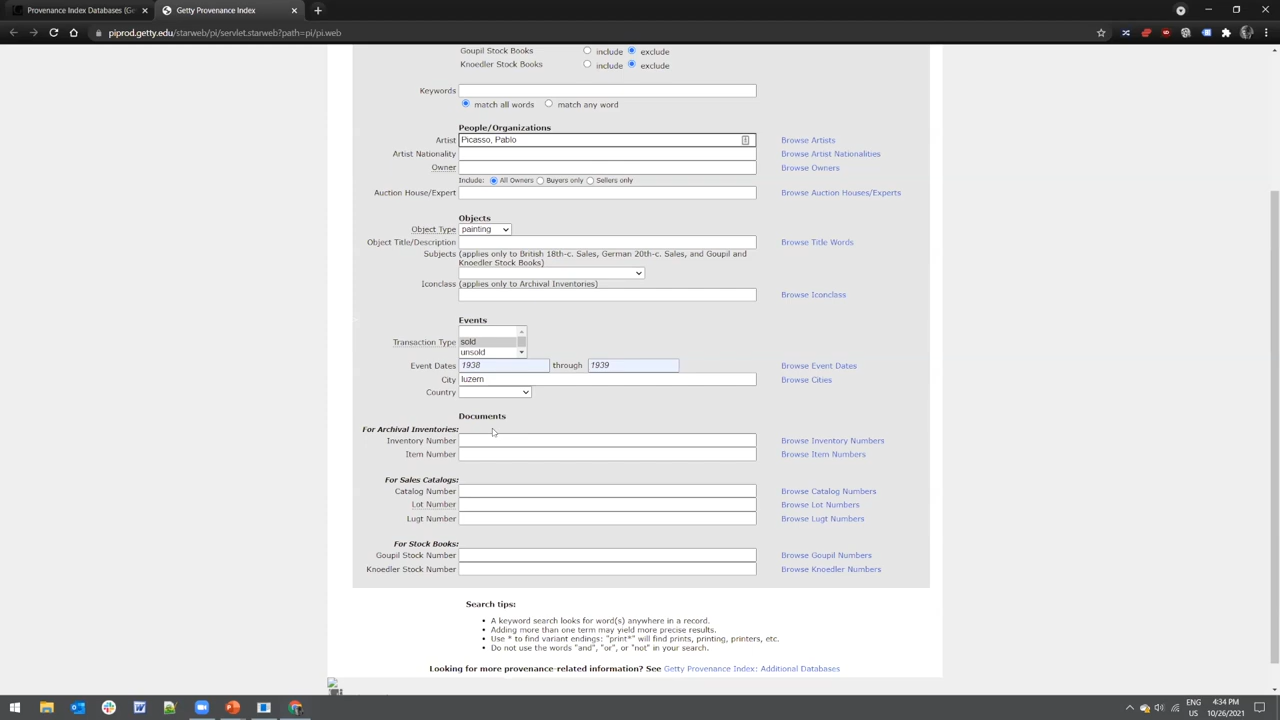 Provenance Index Databases (Ge
Getty Provenance Index
piprod.getty.edu/starweb/pi/servlet.starweb?path=pi/pi.web
Goupil Stock Books include exclude
Knoedler Stock Books include exclude
Keywords
match all words match any word
People/Organizations
Artist Picasso, Pablo Browse Artists
Artist Nationality Browse Artist Nationalities
Owner Browse Owners
Include: All Owners Buyers only Sellers only
Auction House/Expert Browse Auction Houses/Experts
Objects
Object Type painting
Object Title/Description Browse Title Words
Subjects (applies only to British 18th-c. Sales, German 20th-c. Sales, and Goupil and
Knoedler Stock Books)
Iconclass (applies only to Archival Inventories)
Browse Iconclass
Events
Transaction Type sold
unsold
Event Dates 1938 through 1939 Browse Event Dates
City luzern Browse Cities
Country
Documents
For Archival Inventories:
Inventory Number Browse Inventory Numbers
Item Number Browse Item Numbers
For Sales Catalogs:
Catalog Number Browse Catalog Numbers
Lot Number Browse Lot Numbers
Lugt Number Browse Lugt Numbers
For Stock Books:
Goupil Stock Number Browse Goupil Numbers
Knoedler Stock Number Browse Knoedler Numbers
Search tips:
• A keyword search looks for word(s) anywhere in a record.
• Adding more than one term may yield more precise results.
• Use * to find variant endings: "print*" will find prints, printing, printers, etc.
• Do not use the words "and", "or", or "not" in your search.
Looking for more provenance-related information? See Getty Provenance Index: Additional Databases
ENG
US
4:34 PM
10/26/2021